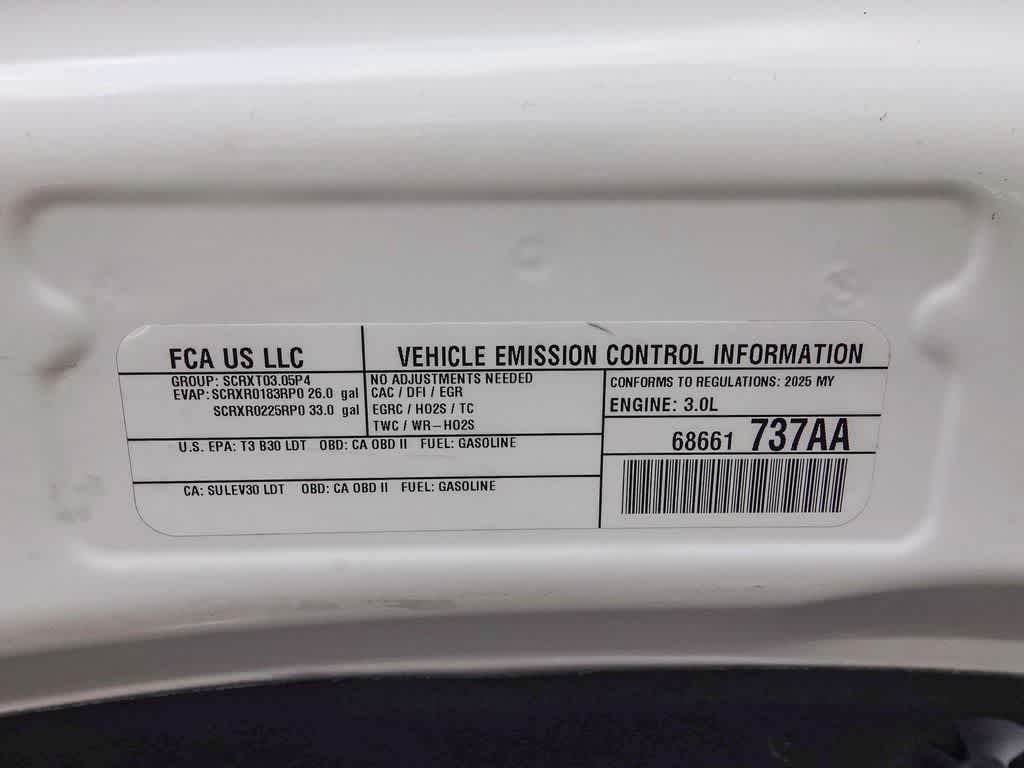 FCA US LLC
VEHICLE EMISSION CONTROL INFORMATION
GROUP: SCRXT03.05P4
EVAP: SCRXR0183RP0 26.0 gal
SCRXR0225RP0 33.0 gal
NO ADJUSTMENTS NEEDED
CAC / DFI / EGR
EGRC / HO2S / TC
TWC / WR-HO2S
CONFORMS TO REGULATIONS: 2025 MY
ENGINE: 3.0L
U.S. EPA: T3 B30 LDT OBD: CA OBD II FUEL: GASOLINE
68661 737AA
CA: SULEV30 LDT OBD: CA OBD II FUEL: GASOLINE